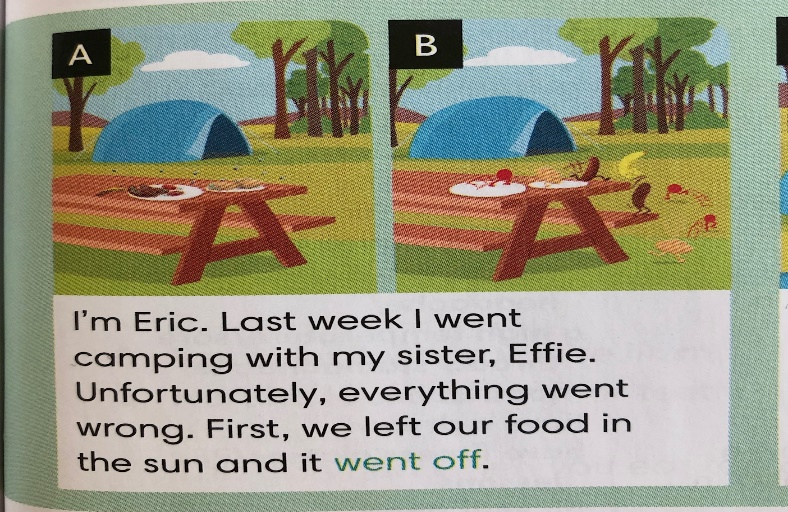 A
B
I'm Eric. Last week I went
camping with my sister, Effie.
Unfortunately, everything went
wrong. First, we left our food in
the sun and it went off.